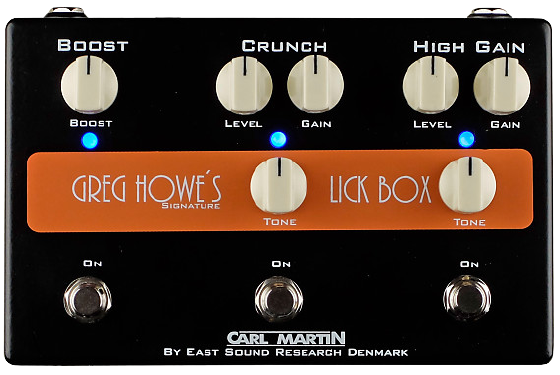 BOOST CRUNCH HIGH GAIN
BOOST LEVEL GAIN LEVEL GAIN
GREG HOWE'S LICK BOX
SIGNATURE
TONE TONE
ON ON ON
CARL MARTIN
BY EAST SOUND RESEARCH DENMARK